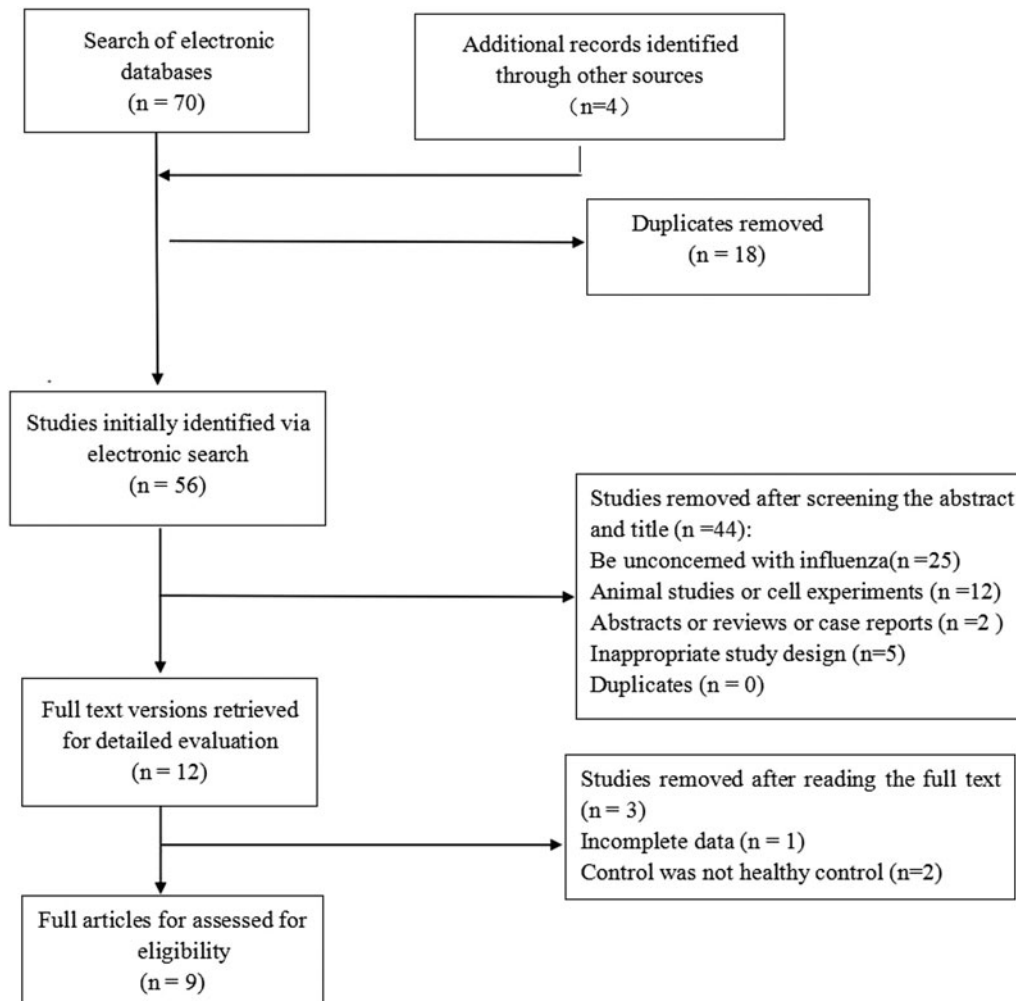 Search of electronic
databases
(n = 70)
Additional records identified
through other sources
（n=4）
Duplicates removed
(n = 18)
Studies initially identified via
electronic search
(n = 56)
Studies removed after screening the abstract
and title (n =44):
Be unconcerned with influenza(n =25)
Animal studies or cell experiments (n =12)
Abstracts or reviews or case reports (n =2 )
Inappropriate study design (n=5)
Duplicates (n = 0)
Full text versions retrieved
for detailed evaluation
(n = 12)
Studies removed after reading the full text
(n = 3)
Incomplete data (n = 1)
Control was not healthy control (n=2)
Full articles for assessed for
eligibility
(n = 9)